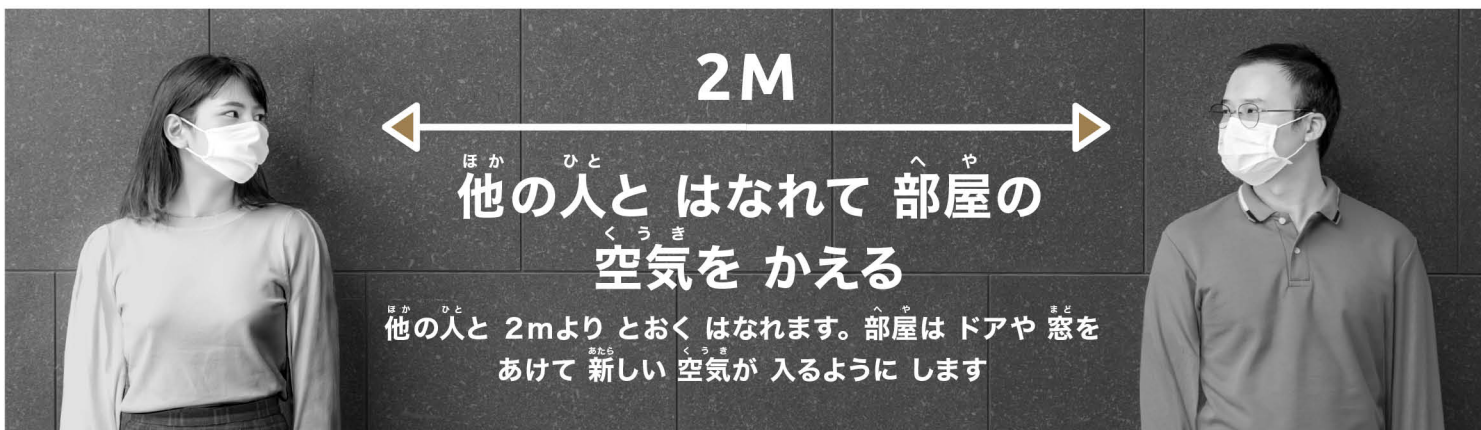 2M
他の人と はなれて 部屋の
空気を かえる
他の人と 2mより とおく はなれます。部屋は ドアや 窓を
あけて 新しい 空気が 入るように します